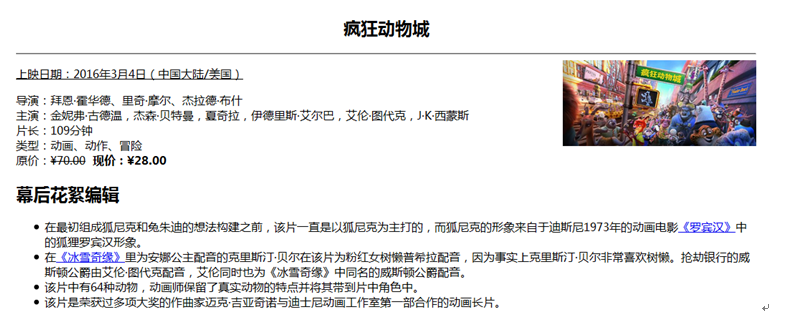 疯狂动物城
上映日期：2016年3月4日（中国大陆/美国）
疯狂动物城
导演：拜恩·霍华德、里奇·摩尔、杰拉德·布什
主演：金妮弗·古德温，杰森·贝特曼，夏奇拉，伊德里斯·艾尔巴，艾伦·图代克，J·K·西蒙斯
片长：109分钟
类型：动画、动作、冒险
原价：¥70.00 现价：¥28.00
幕后花絮编辑
在最初组成狐尼克和兔朱迪的想法构建之前，该片一直是以狐尼克为主打的，而狐尼克的形象来自于迪斯尼1973年的动画电影《罗宾汉》中
的狐狸罗宾汉形象。
在《冰雪奇缘》里为安娜公主配音的克里斯汀·贝尔在该片为粉红女树懒普希拉配音，因为事实上克里斯汀·贝尔非常喜欢树懒。抢劫银行的威
斯顿公爵由艾伦·图代克配音，艾伦同时也为《冰雪奇缘》中同名的威斯顿公爵配音。
该片中有64种动物，动画师保留了真实动物的特点并将其带到片中角色中。
该片是荣获过多项大奖的作曲家迈克·吉亚奇诺与迪士尼动画工作室第一部合作的动画长片。